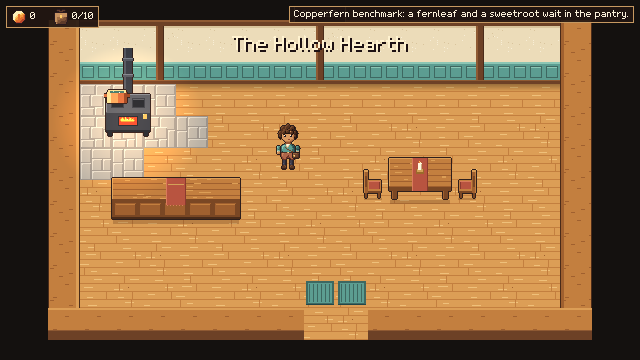 0 0/10
Copperfern benchmark: a fernleaf and a sweetroot wait in the pantry.
The Hollow Hearth